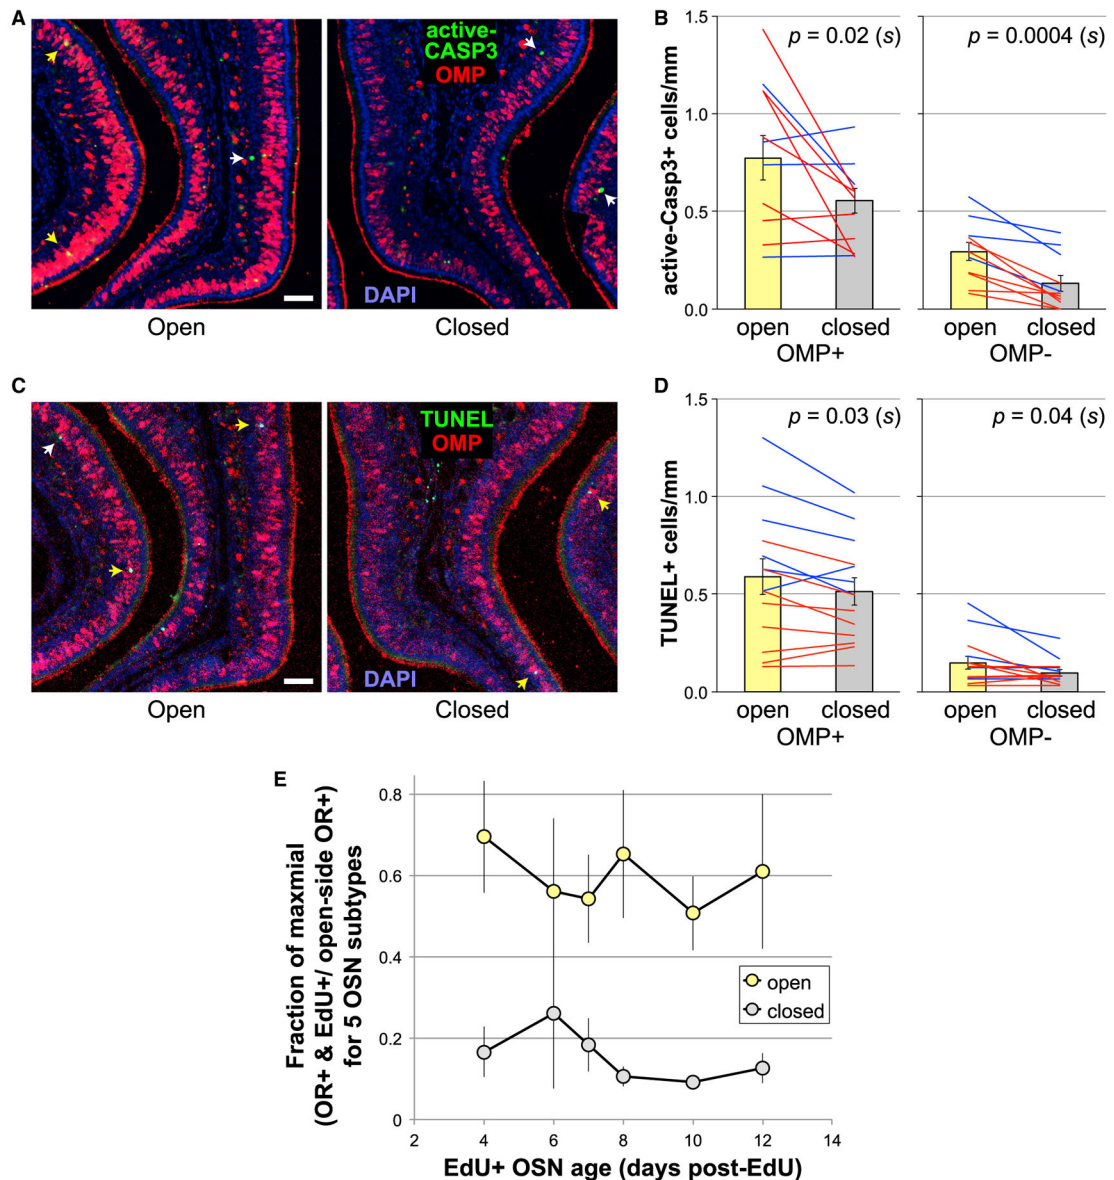 A
active-
CASP3
OMP
DAPI
Open
Closed
B
active-Casp3+ cells/mm
1.5
1.0
0.5
0.0
p = 0.02 (s)
p = 0.0004 (s)
open
closed
open
closed
OMP+
OMP-
C
TUNEL
OMP
DAPI
Open
Closed
D
TUNEL+ cells/mm
1.5
1.0
0.5
0.0
p = 0.03 (s)
p = 0.04 (s)
open
closed
open
closed
OMP+
OMP-
E
Fraction of maxmial
(OR+ & EdU+/ open-side OR+)
for 5 OSN subtypes
0.8
0.6
0.4
0.2
0
open
closed
2
4
6
8
10
12
14
EdU+ OSN age (days post-EdU)